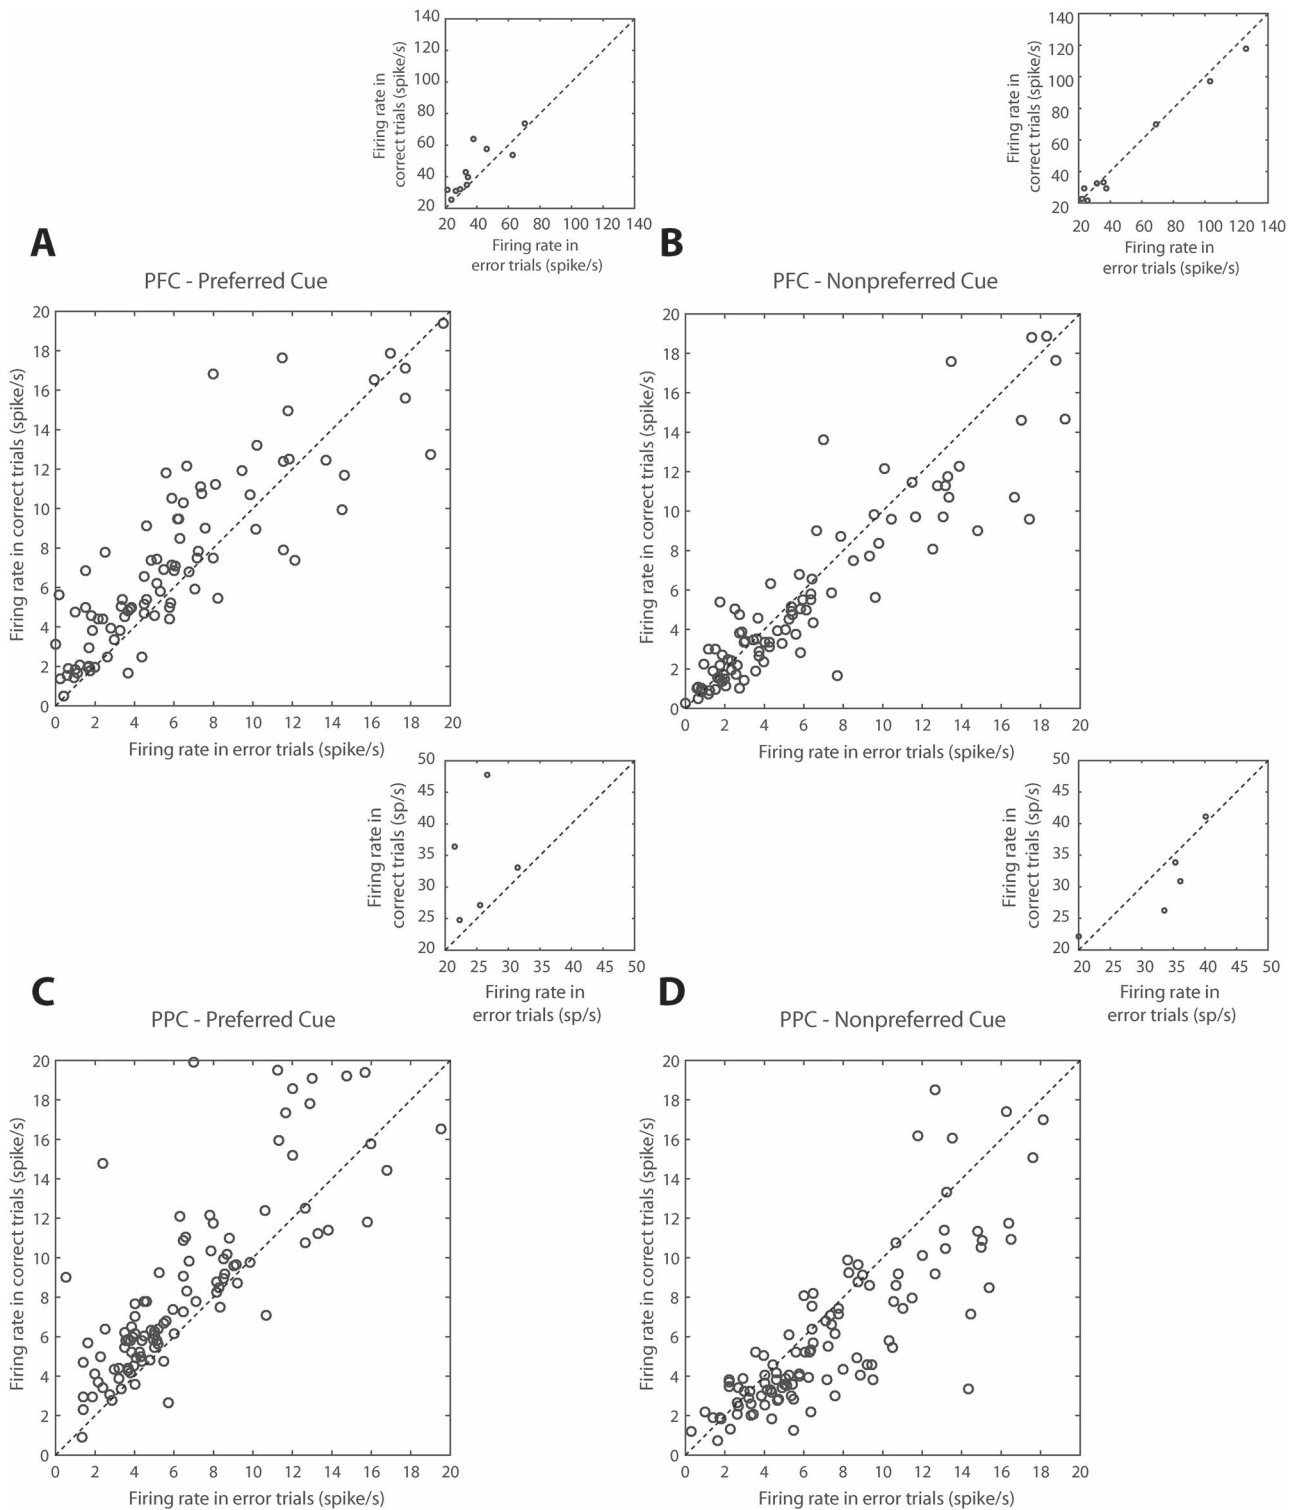 140
120
100
80
60
40
20
Firing rate in
correct trials (spike/s)
20 40 60 80 100 120 140
Firing rate in
error trials (spike/s)
140
120
100
80
60
40
20
Firing rate in
correct trials (spike/s)
20 40 60 80 100 120 140
Firing rate in
error trials (spike/s)
A
PFC - Preferred Cue
20
18
16
14
12
10
8
6
4
2
0
Firing rate in correct trials (spike/s)
0 2 4 6 8 10 12 14 16 18 20
Firing rate in error trials (spike/s)
B
PFC - Nonpreferred Cue
20
18
16
14
12
10
8
6
4
2
0
Firing rate in correct trials (spike/s)
0 2 4 6 8 10 12 14 16 18 20
Firing rate in error trials (spike/s)
50
45
40
35
30
25
20
Firing rate in
correct trials (sp/s)
20 25 30 35 40 45 50
Firing rate in
error trials (sp/s)
50
45
40
35
30
25
20
Firing rate in
correct trials (sp/s)
20 25 30 35 40 45 50
Firing rate in
error trials (sp/s)
C
PPC - Preferred Cue
20
18
16
14
12
10
8
6
4
2
0
Firing rate in correct trials (spike/s)
0 2 4 6 8 10 12 14 16 18 20
Firing rate in error trials (spike/s)
D
PPC - Nonpreferred Cue
20
18
16
14
12
10
8
6
4
2
0
Firing rate in correct trials (spike/s)
0 2 4 6 8 10 12 14 16 18 20
Firing rate in error trials (spike/s)